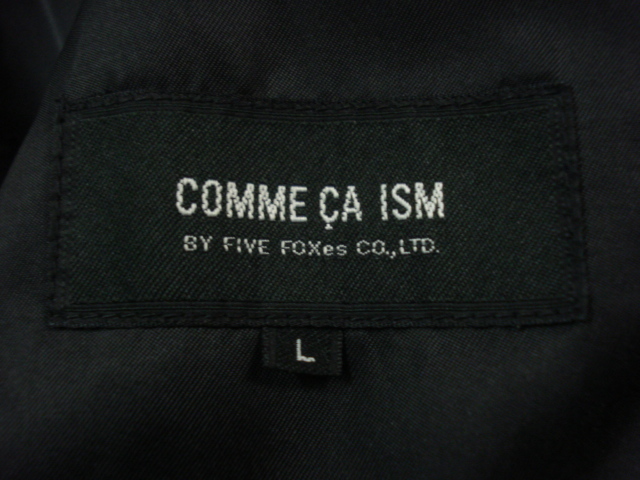 COMME ÇA ISM
BY FIVE FOXes CO.,LTD.
L